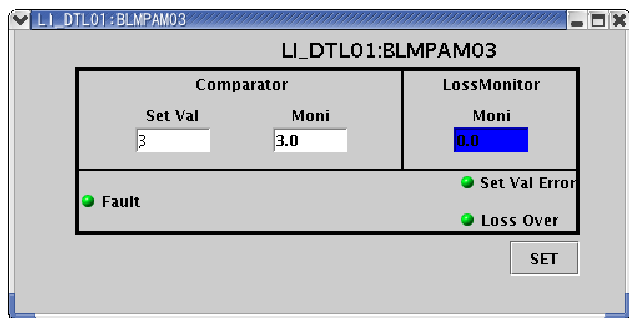 LI_DTL01:BLMPAM03
LI_DTL01:BLMPAM03
Comparator
LossMonitor
Set Val
Moni
Moni
3
3.0
0.0
Set Val Error
Fault
Loss Over
SET